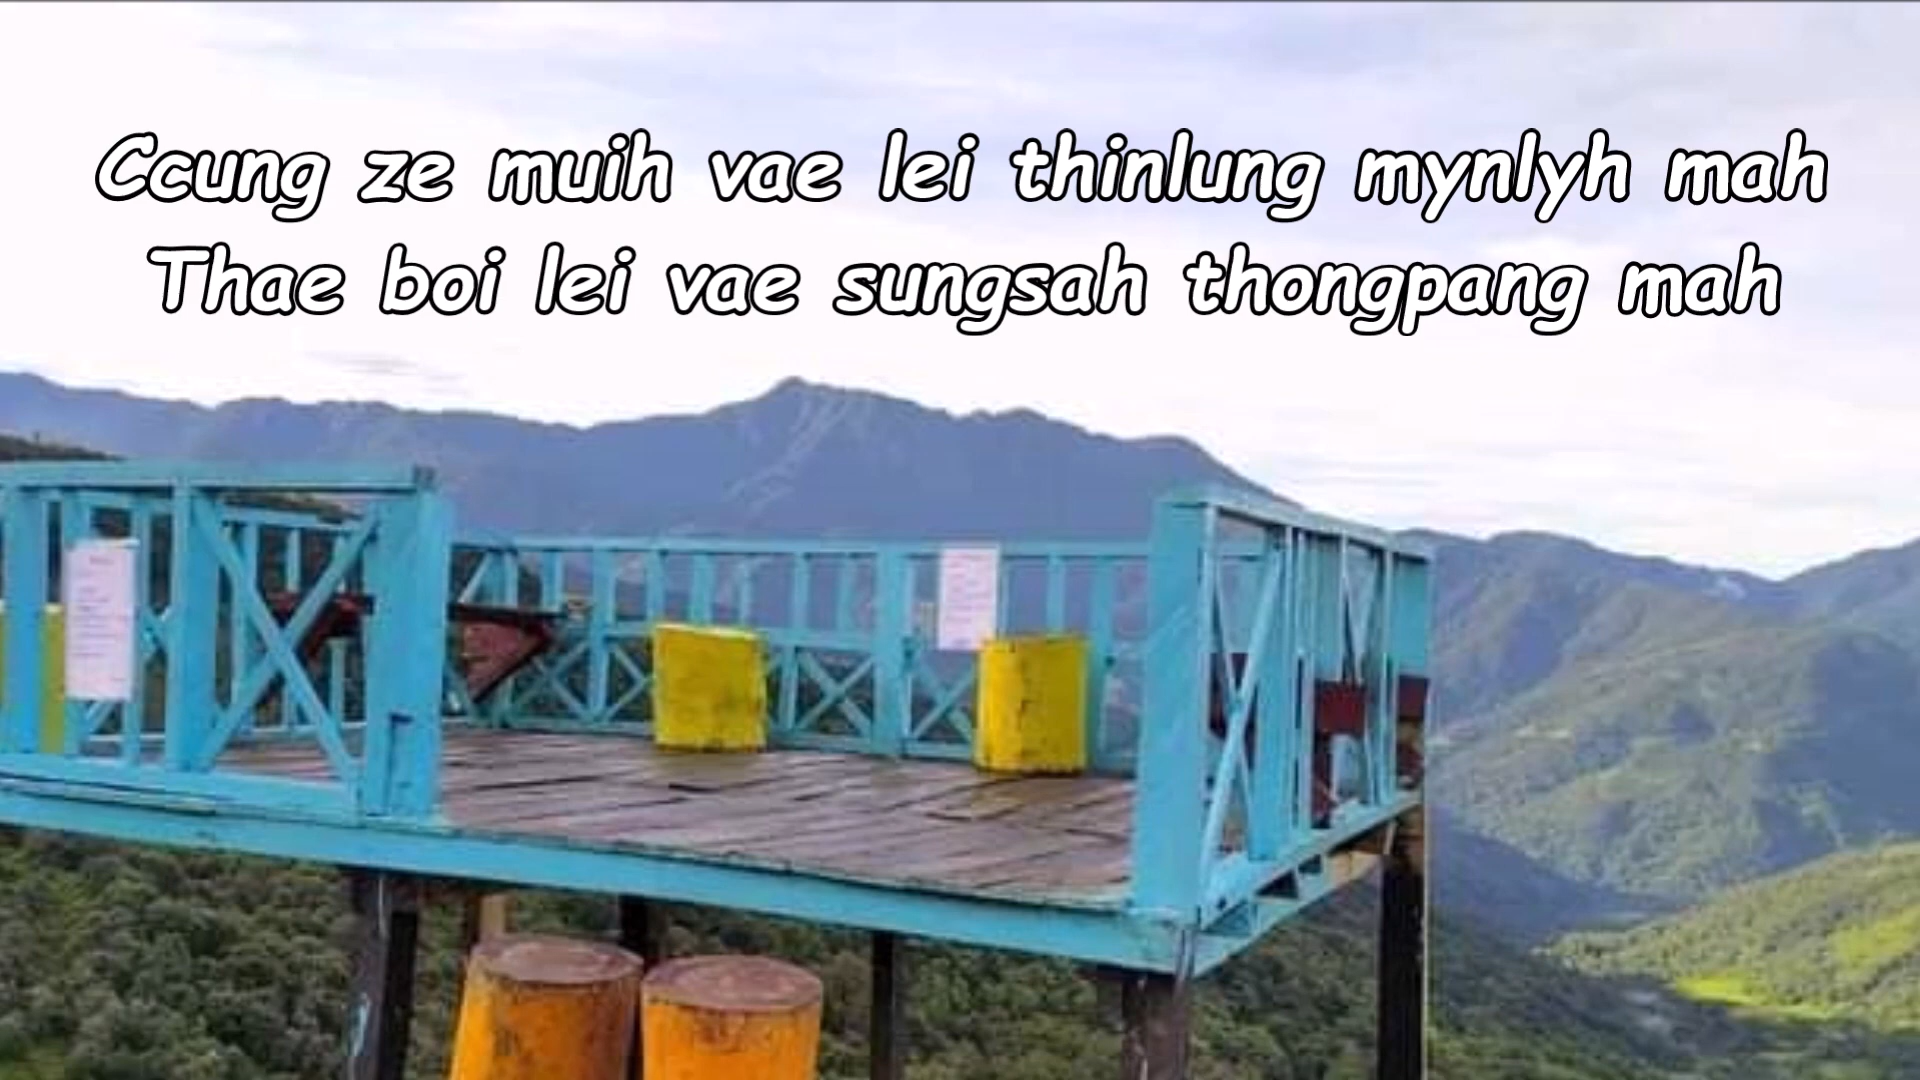 Ccung ze muih vae lei thinlung mynlyh mah
Thae boi lei vae sungsah thongpang mah